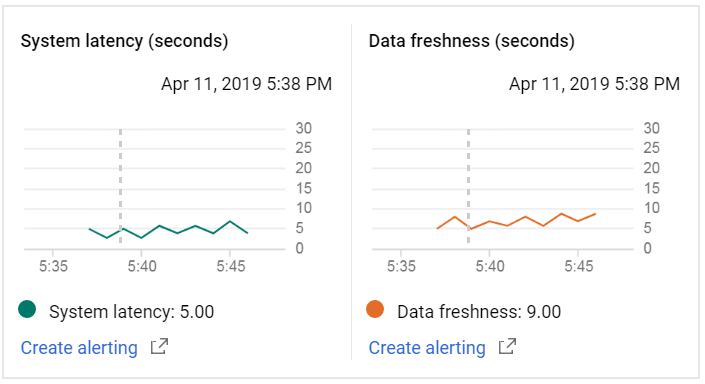 System latency (seconds)
Apr 11, 2019 5:38 PM
30
25
20
15
10
5
0
5:35 5:40 5:45
System latency: 5.00
Create alerting
Data freshness (seconds)
Apr 11, 2019 5:38 PM
30
25
20
15
10
5
0
5:35 5:40 5:45
Data freshness: 9.00
Create alerting